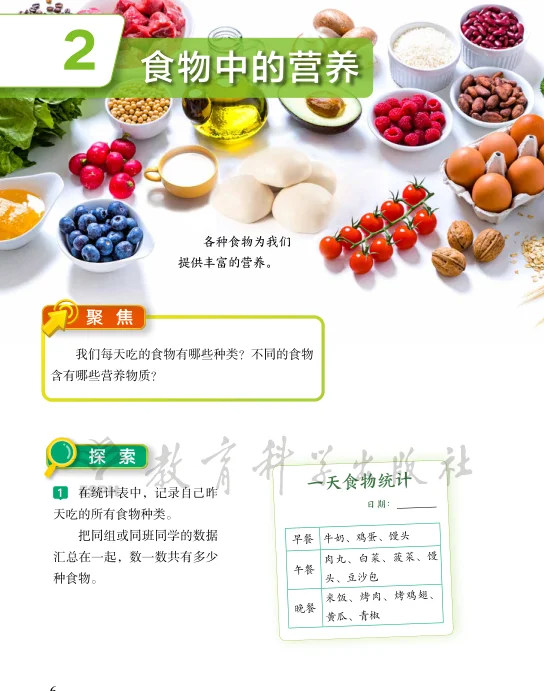 2
食物中的营养
各种食物为我们
提供丰富的营养。
聚 焦
我们每天吃的食物有哪些种类？不同的食物
含有哪些营养物质？
探 索
教育科学出版社
1 在统计表中，记录自己昨
天吃的所有食物种类。
把同组或同班同学的数据
汇总在一起，数一数共有多少
种食物。
一天食物统计
日期：
早餐 牛奶、鸡蛋、馒头
午餐 肉丸、白菜、菠菜、馒
头、豆沙包
晚餐 米饭、烤肉、烤鸡翅、
黄瓜、青椒
6